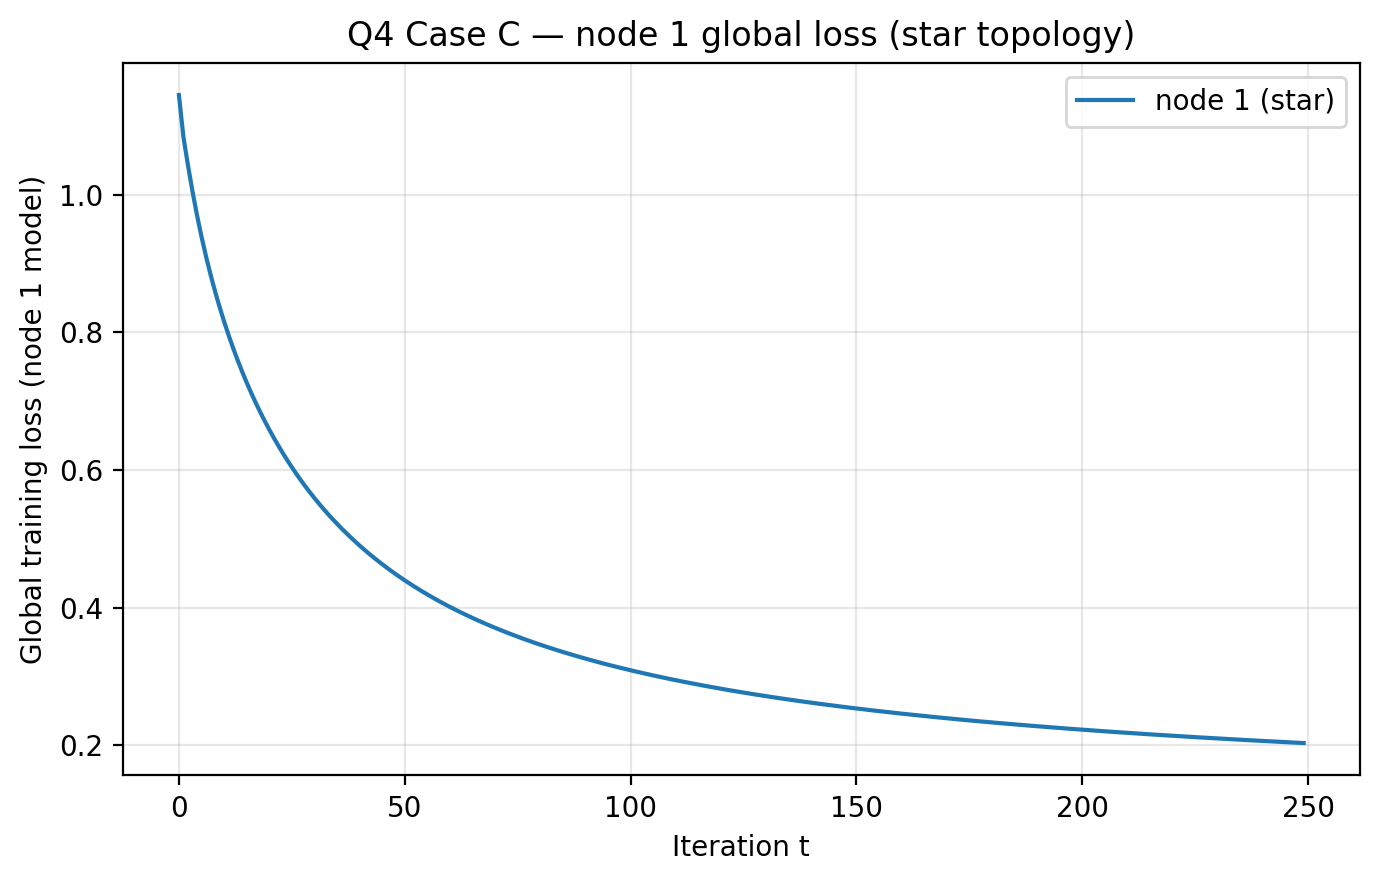 Q4 Case C — node 1 global loss (star topology)
node 1 (star)
Global training loss (node 1 model)
1.0
0.8
0.6
0.4
0.2
0
50
100
150
200
250
Iteration t